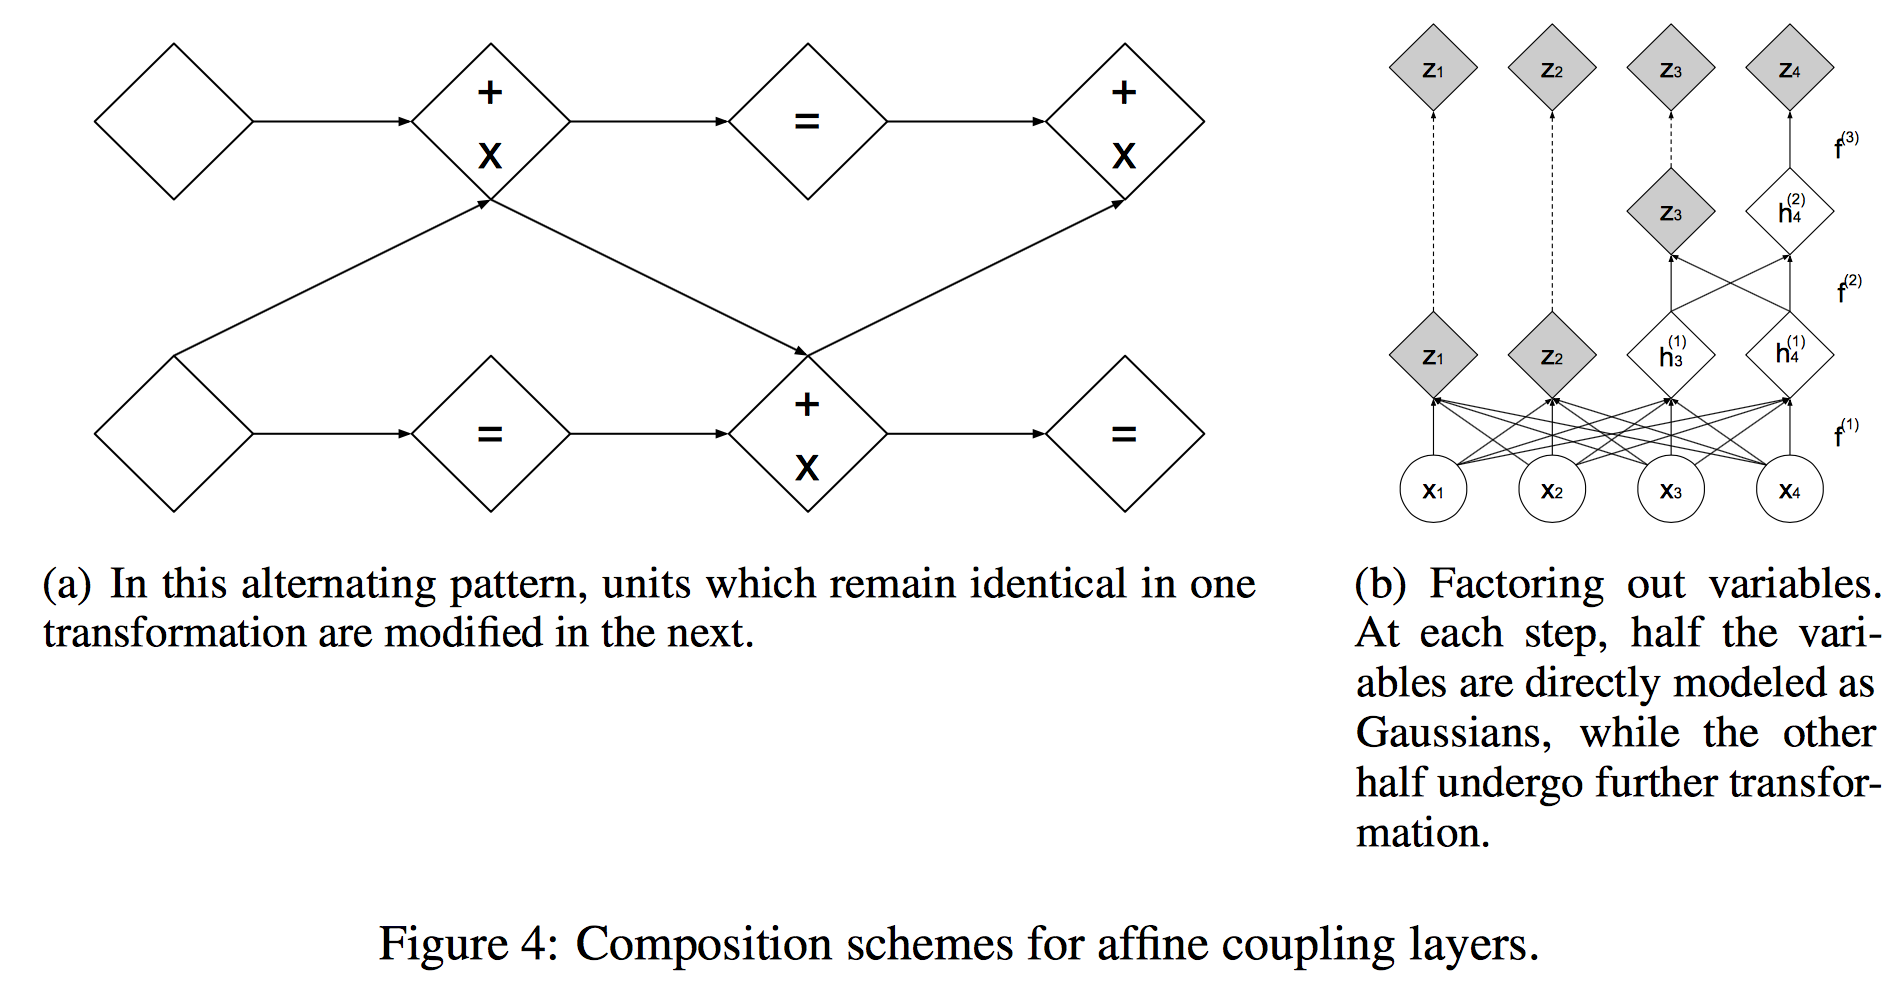 +
x
=
+
x
=
+
x
=
z1 z2 z3 z4
f(3)
z3 h4(2)
f(2)
z1 z2 h3(1) h4(1)
f(1)
x1 x2 x3 x4
(a) In this alternating pattern, units which remain identical in one
transformation are modified in the next.
(b) Factoring out variables.
At each step, half the vari-
ables are directly modeled as
Gaussians, while the other
half undergo further transfor-
mation.
Figure 4: Composition schemes for affine coupling layers.